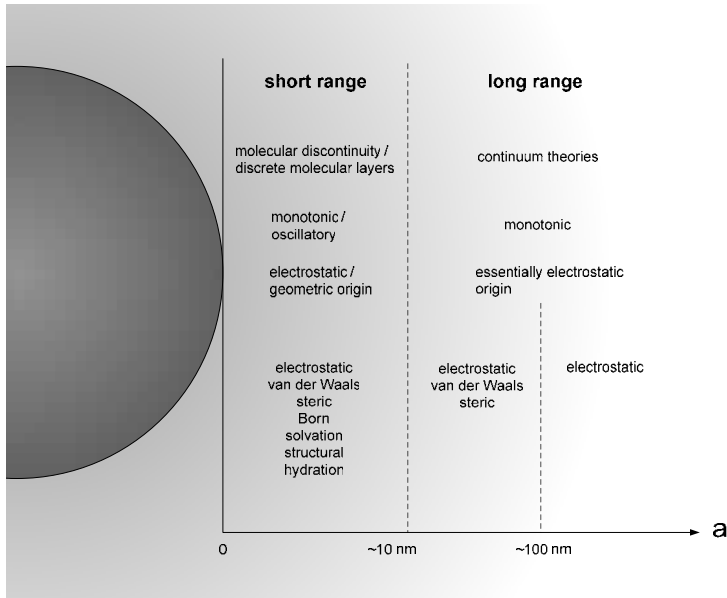 short range
long range
molecular discontinuity /
discrete molecular layers
continuum theories
monotonic /
oscillatory
monotonic
electrostatic /
geometric origin
essentially electrostatic
origin
electrostatic
van der Waals
steric
Born
solvation
structural
hydration
electrostatic
van der Waals
steric
electrostatic
a
0
~10 nm
~100 nm